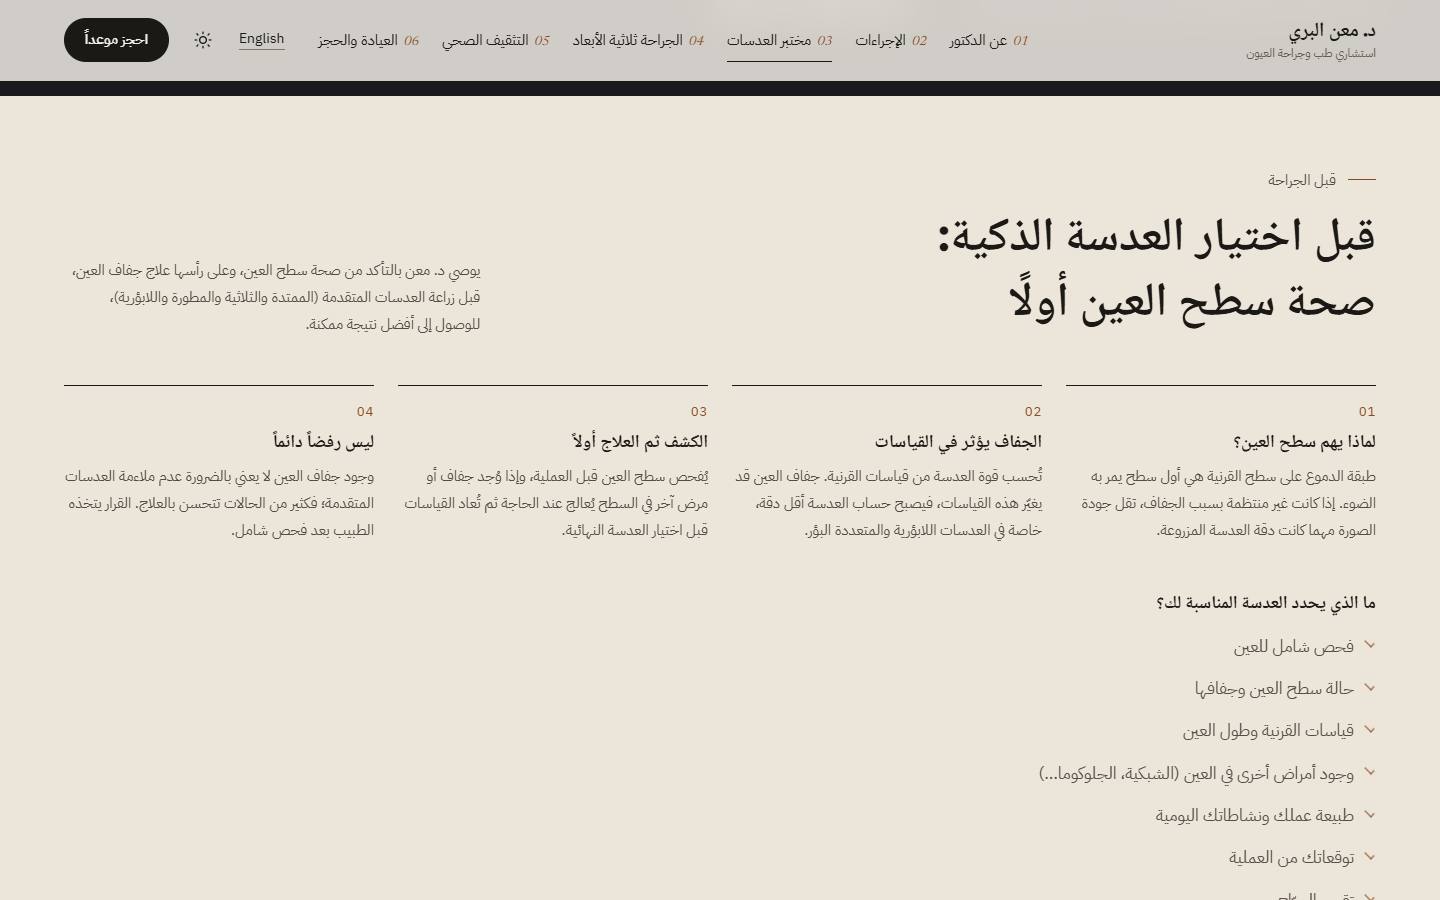 د. معن البري
استشاري طب وجراحة العيون
01 عن الدكتور
02 الإجراءات
03 مختبر العدسات
04 الجراحة ثلاثية الأبعاد
05 التثقيف الصحي
06 العيادة والحجز
English
احجز موعداً
قبل الجراحة
قبل اختيار العدسة الذكية:
صحة سطح العين أولًا
يوصي د. معن بالتأكد من صحة سطح العين، وعلى رأسها علاج جفاف العين،
قبل زراعة العدسات المتقدمة (الممتدة والثلاثية والمطورة واللابؤرية)،
للوصول إلى أفضل نتيجة ممكنة.
01
لماذا يهم سطح العين؟
طبقة الدموع على سطح القرنية هي أول سطح يمر به
الضوء. إذا كانت غير منتظمة بسبب الجفاف، تقل جودة
الصورة مهما كانت دقة العدسة المزروعة.
02
الجفاف يؤثر في القياسات
تُحسب قوة العدسة من قياسات القرنية. جفاف العين قد
يغيّر هذه القياسات، فيصبح حساب العدسة أقل دقة،
خاصة في العدسات اللابؤرية والمتعددة البؤر.
03
الكشف ثم العلاج أولاً
يُفحص سطح العين قبل العملية، وإذا وُجد جفاف أو
مرض آخر في السطح يُعالج عند الحاجة ثم تُعاد القياسات
قبل اختيار العدسة النهائية.
04
ليس رفضاً دائماً
وجود جفاف العين لا يعني بالضرورة عدم ملاءمة العدسات
المتقدمة؛ فكثير من الحالات تتحسن بالعلاج. القرار يتخذه
الطبيب بعد فحص شامل.
ما الذي يحدد العدسة المناسبة لك؟
فحص شامل للعين
حالة سطح العين وجفافها
قياسات القرنية وطول العين
وجود أمراض أخرى في العين (الشبكية، الجلوكوما...)
طبيعة عملك ونشاطاتك اليومية
توقعاتك من العملية